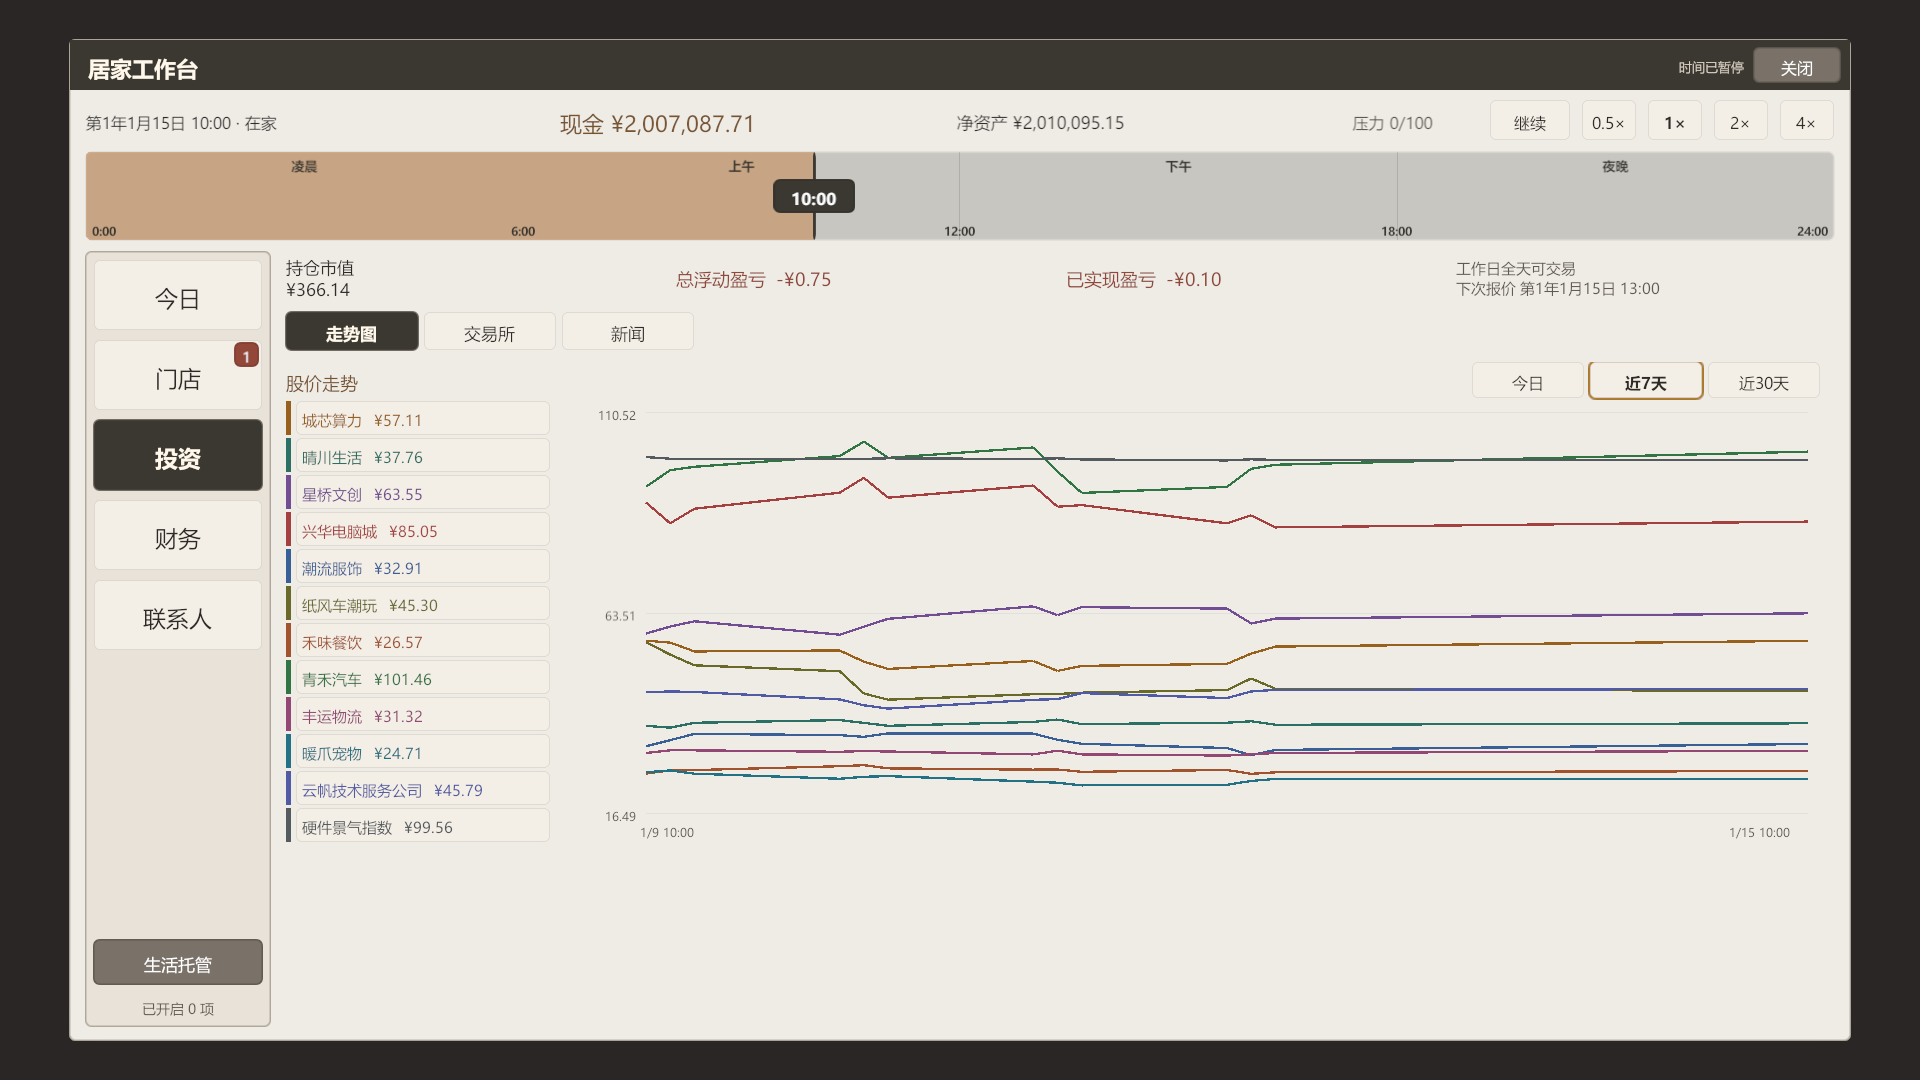 居家工作台
时间已暂停
关闭
第1年1月15日 10:00 · 在家
现金 ¥2,007,087.71
净资产 ¥2,010,095.15
压力 0/100
继续
0.5×
1×
2×
4×
凌晨
上午
下午
夜晚
10:00
0:00
6:00
12:00
18:00
24:00
今日
门店
1
投资
财务
联系人
生活托管
已开启 0 项
持仓市值
¥366.14
总浮动盈亏 -¥0.75
已实现盈亏 -¥0.10
工作日全天可交易
下次报价 第1年1月15日 13:00
走势图
交易所
新闻
股价走势
今日
近7天
近30天
城芯算力 ¥57.11
晴川生活 ¥37.76
星桥文创 ¥63.55
兴华电脑城 ¥85.05
潮流服饰 ¥32.91
纸风车潮玩 ¥45.30
禾味餐饮 ¥26.57
青禾汽车 ¥101.46
丰运物流 ¥31.32
暖爪宠物 ¥24.71
云帆技术服务公司 ¥45.79
硬件景气指数 ¥99.56
110.52
63.51
16.49
1/9 10:00
1/15 10:00